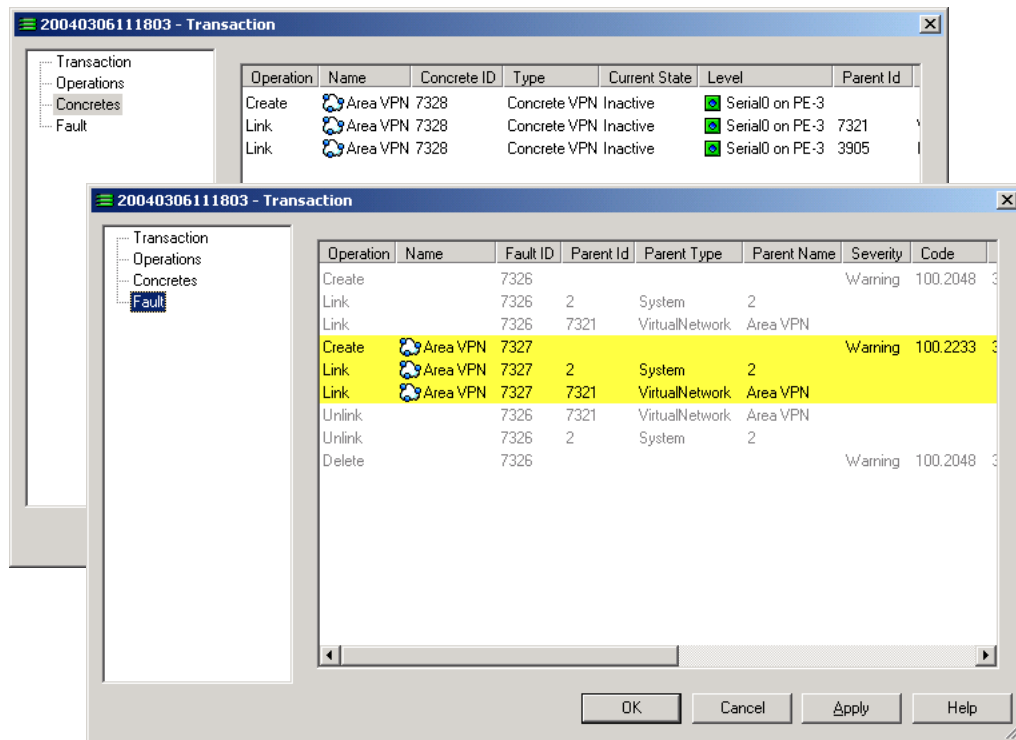 20040306111803 - Transaction
Transaction
Operations
Concretes
Fault
Operation Name Concrete ID Type Current State Level Parent Id
Create Area VPN 7328 Concrete VPN Inactive Serial0 on PE-3
Link Area VPN 7328 Concrete VPN Inactive Serial0 on PE-3 7321
Link Area VPN 7328 Concrete VPN Inactive Serial0 on PE-3 3905
20040306111803 - Transaction
Transaction
Operations
Concretes
Fault
Operation Name Fault ID Parent Id Parent Type Parent Name Severity Code
Create 7326 Warning 100.2048 3
Link 7326 2 System 2
Link 7326 7321 VirtualNetwork Area VPN
Create Area VPN 7327 Warning 100.2233 3
Link Area VPN 7327 2 System 2
Link Area VPN 7327 7321 VirtualNetwork Area VPN
Unlink 7326 7321 VirtualNetwork Area VPN
Unlink 7326 2 System 2
Delete 7326 Warning 100.2048 3
OK Cancel Apply Help